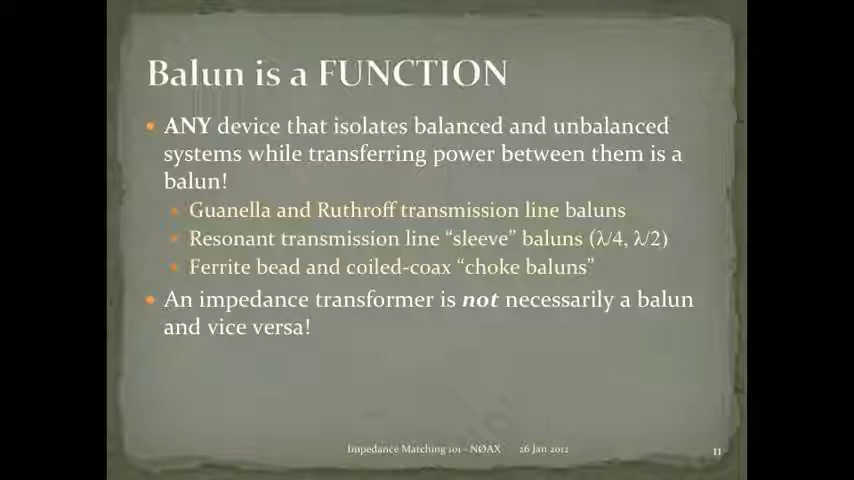 Balun is a FUNCTION
• ANY device that isolates balanced and unbalanced
systems while transferring power between them is a
balun!
• Guanella and Ruthroff transmission line baluns
• Resonant transmission line “sleeve” baluns (λ/4, λ/2)
• Ferrite bead and coiled-coax “choke baluns”
• An impedance transformer is not necessarily a balun
and vice versa!
Impedance Matching 101 - NØAX 26 Jan 2012 11